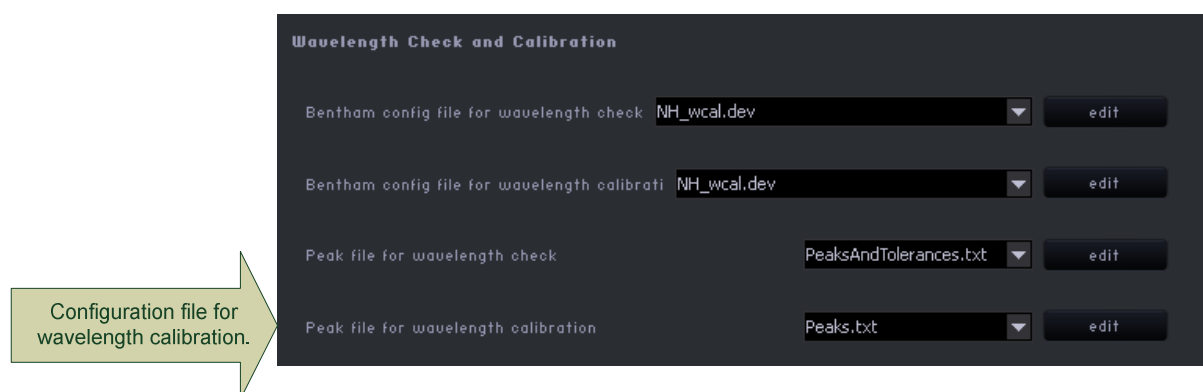 Wavelength Check and Calibration
Bentham config file for wavelength check NH_wcal.dev edit
Bentham config file for wavelength calibrati NH_wcal.dev edit
Peak file for wavelength check PeaksAndTolerances.txt edit
Configuration file for
wavelength calibration.
Peak file for wavelength calibration Peaks.txt edit